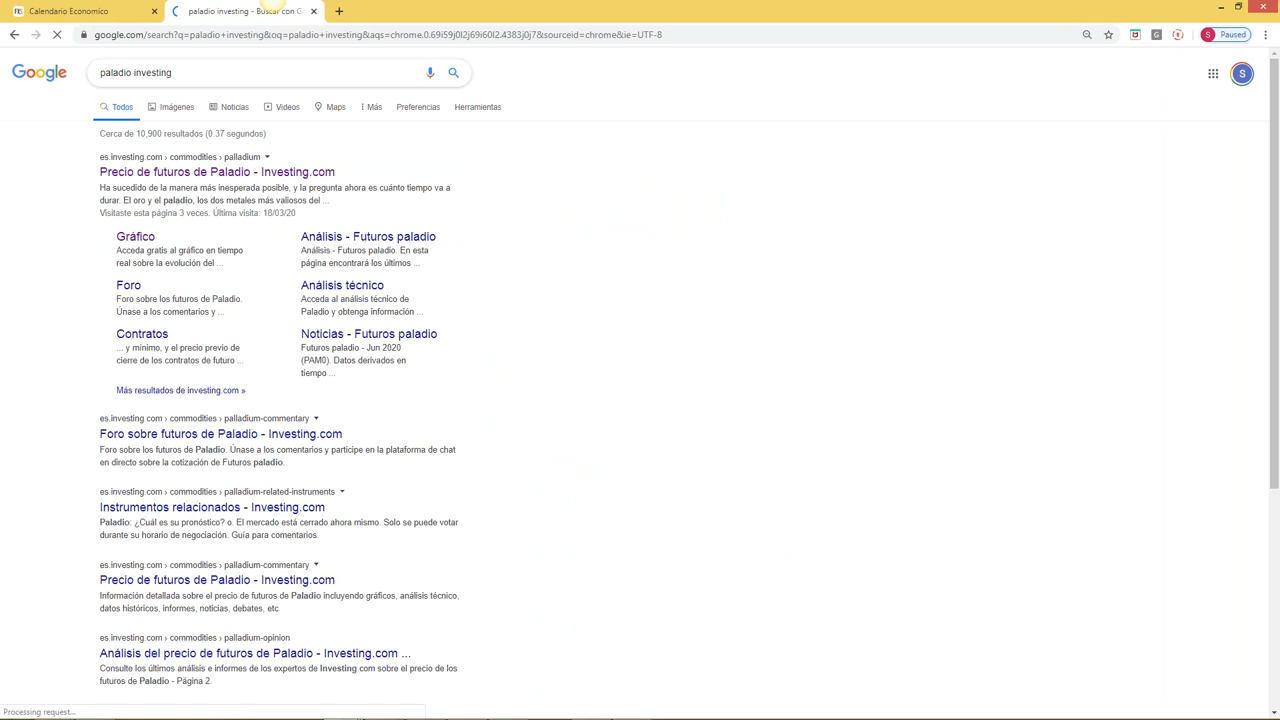 Calendario Economico
paladio investing - Buscar con Go
google.com/search?q=paladio+investing&oq=paladio+investing&aqs=chrome.0.69i59j0l2j69i60l2.4383j0j7&sourceid=chrome&ie=UTF-8
S Paused
Google
paladio investing
S
Todos Imágenes Noticias Videos Maps Más Preferencias Herramientas
Cerca de 10,900 resultados (0.37 segundos)
es.investing.com › commodities › palladium
Precio de futuros de Paladio - Investing.com
Ha sucedido de la manera más inesperada posible, y la pregunta ahora es cuánto tiempo va a
durar. El oro y el paladio, los dos metales más valiosos del ...
Visitaste esta página 3 veces. Última visita: 18/03/20
Gráfico
Acceda gratis al gráfico en tiempo
real sobre la evolución del ...
Análisis - Futuros paladio
Análisis - Futuros paladio. En esta
página encontrará los últimos ...
Foro
Foro sobre los futuros de Paladio.
Únase a los comentarios y ...
Análisis técnico
Acceda al análisis técnico de
Paladio y obtenga información ...
Contratos
... y mínimo, y el precio previo de
cierre de los contratos de futuro ...
Noticias - Futuros paladio
Futuros paladio - Jun 2020
(PAM0). Datos derivados en
tiempo ...
Más resultados de investing.com »
es.investing.com › commodities › palladium-commentary
Foro sobre futuros de Paladio - Investing.com
Foro sobre los futuros de Paladio. Únase a los comentarios y participe en la plataforma de chat
en directo sobre la cotización de Futuros paladio.
es.investing.com › commodities › palladium-related-instruments
Instrumentos relacionados - Investing.com
Paladio: ¿Cuál es su pronóstico? o. El mercado está cerrado ahora mismo. Solo se puede votar
durante su horario de negociación. Guía para comentarios.
es.investing.com › commodities › palladium-commentary
Precio de futuros de Paladio - Investing.com
Información detallada sobre el precio de futuros de Paladio incluyendo gráficos, análisis técnico,
datos históricos, informes, noticias, debates, etc.
es.investing.com › commodities › palladium-opinion
Análisis del precio de futuros de Paladio - Investing.com ...
Consulte los últimos análisis e informes de los expertos de Investing.com sobre el precio de los
futuros de Paladio - Página 2.
Processing request...